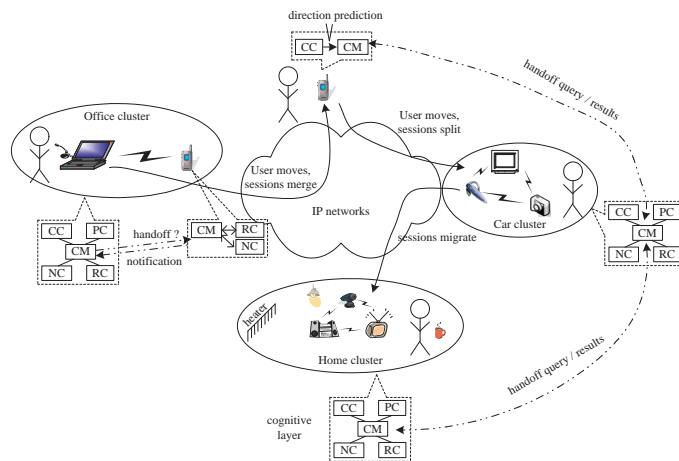 direction prediction
CC
CM
handoff query / results
Office cluster
User moves,
sessions split
User moves,
sessions merge
IP networks
Car cluster
CC
PC
CM
NC
RC
handoff ?
notification
CM
RC
NC
CC
PC
CM
NC
RC
sessions migrate
heater
Home cluster
handoff query / results
cognitive
layer
CC
PC
CM
NC
RC